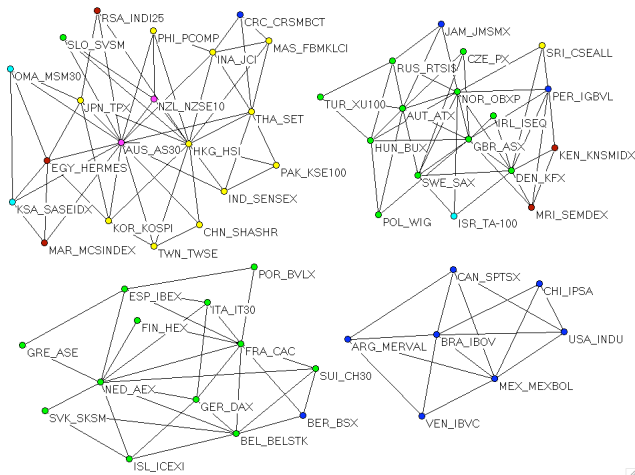 RSA_INDI25
CRC_CRSMBCT
SLO_SVSM
PHI_PCOMP
MAS_FBMKLCI
INA_JCI
OMA_MSM30
JPN_TPX
NZL_NZSE10
THA_SET
AUS_AS30
HKG_HSI
EGY_HERMES
PAK_KSE100
IND_SENSEX
KSA_SASEIDX
KOR_KOSPI
CHN_SHASHR
MAR_MCSINDEX
TWN_TWSE
JAM_JMSMX
CZE_PX
SRI_CSEALL
RUS_RTSI$
NOR_OBXP
PER_IGBVL
TUR_XU100
AUT_ATX
IRL_ISEQ
HUN_BUX
GBR_ASX
KEN_KNSMIDX
SWE_SAX
DEN_KFX
MRI_SEMDEX
POL_WIG
ISR_TA-100
POR_BVLX
ESP_IBEX
ITA_IT30
FIN_HEX
GRE_ASE
FRA_CAC
SUI_CH30
NED_AEX
GER_DAX
SVK_SKSM
BER_BSX
BEL_BELSTK
ISL_ICEXI
CAN_SPTSX
CHI_IPSA
ARG_MERVAL
BRA_IBOV
USA_INDU
MEX_MEXBOL
VEN_IBVC